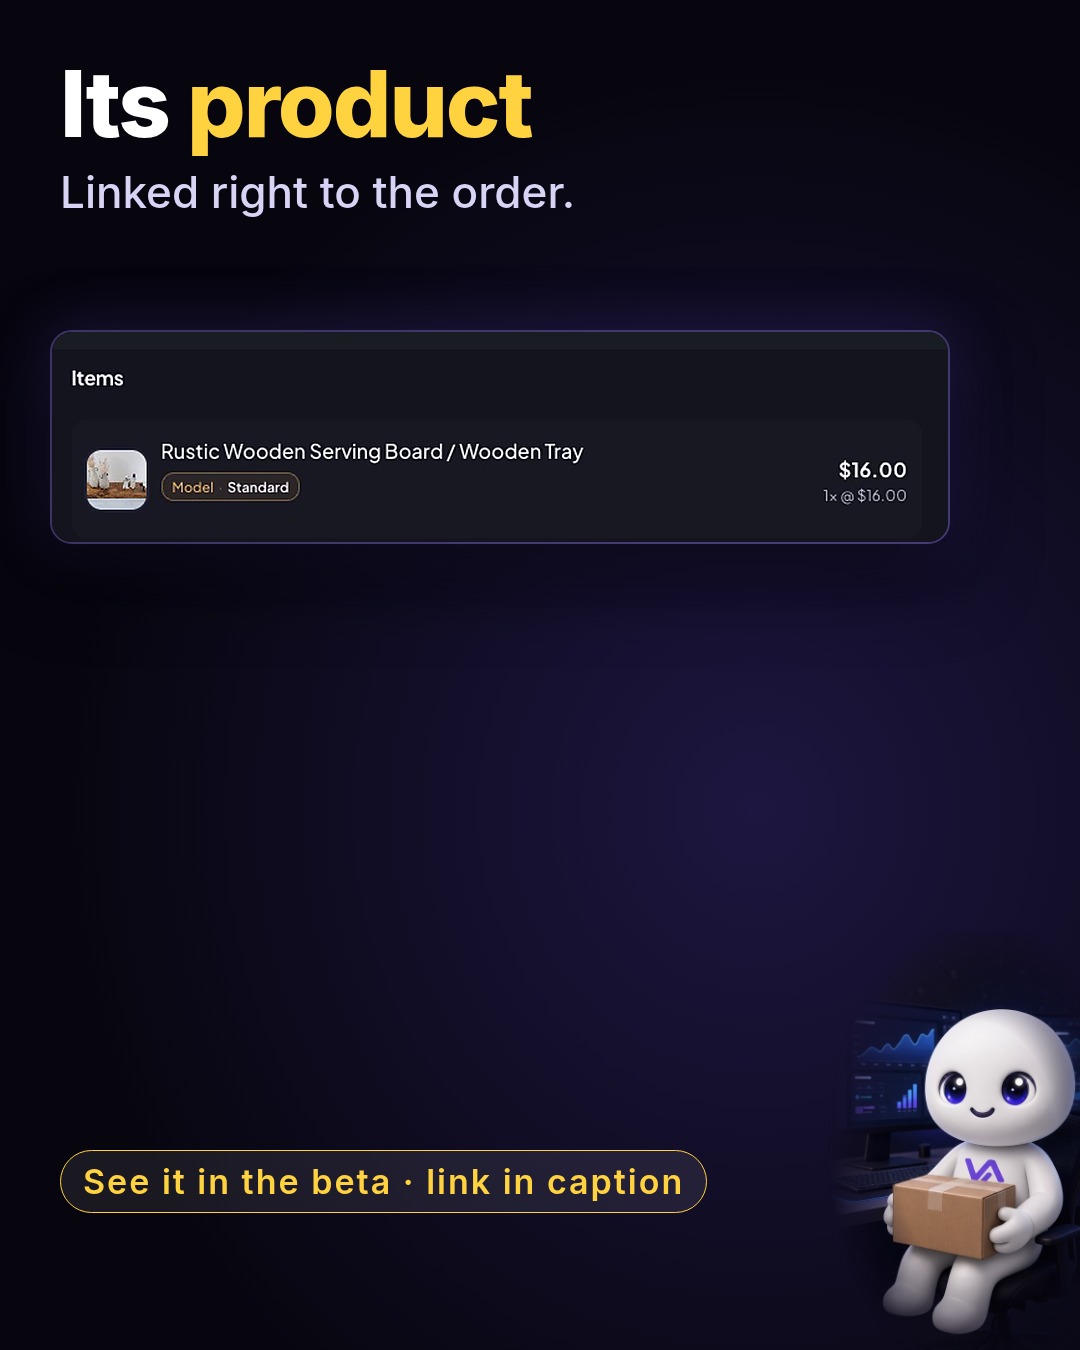 Its product
Linked right to the order.
Items
Rustic Wooden Serving Board / Wooden Tray
Model · Standard
$16.00
1x @ $16.00
See it in the beta · link in caption
VA